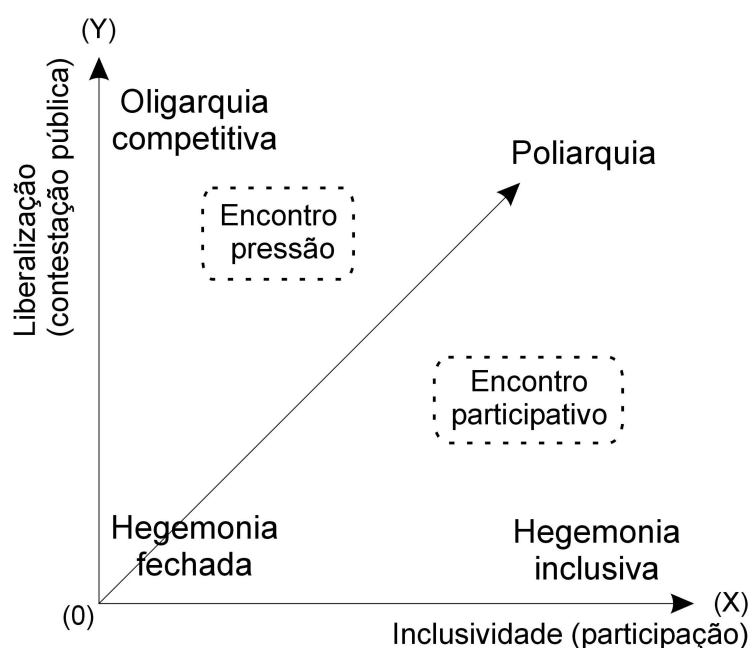 (Y)
Liberalização
(contestação pública)
Oligarquia
competitiva
Poliarquia
Encontro
pressão
Encontro
participativo
Hegemonia
fechada
Hegemonia
inclusiva
(0)
(X)
Inclusividade (participação)